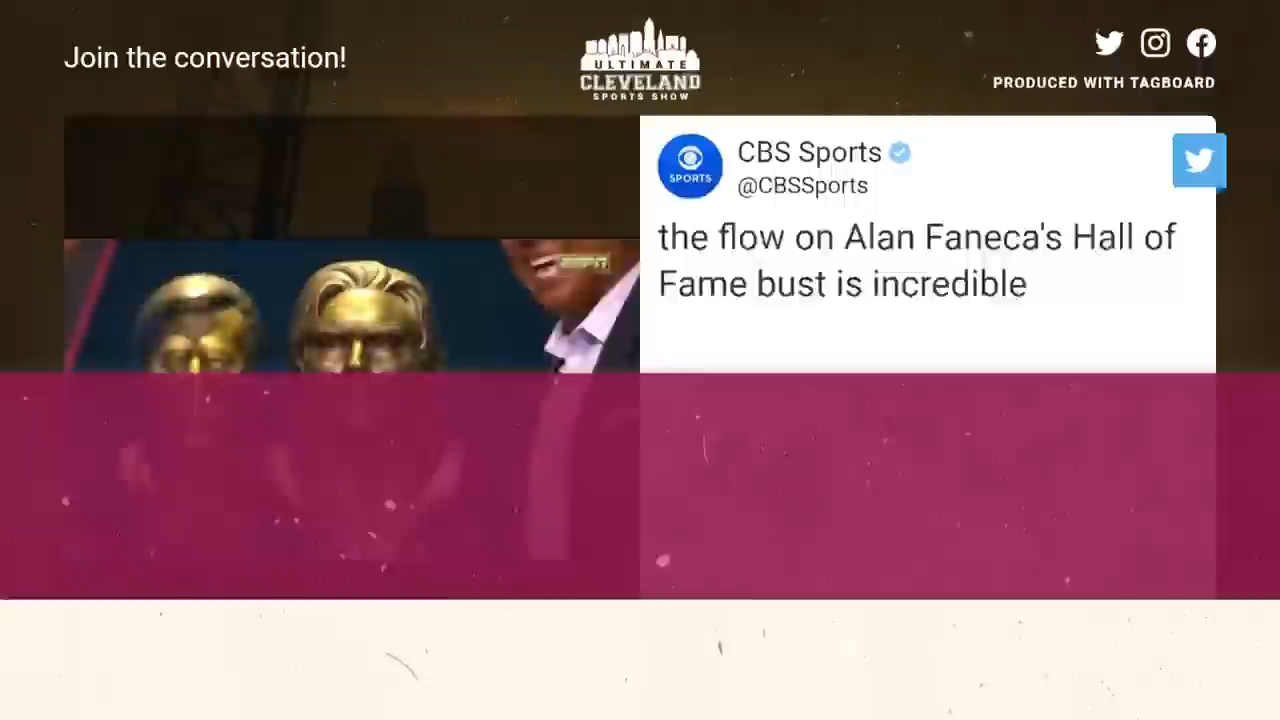 Join the conversation!
ULTIMATE
CLEVELAND
SPORTS SHOW
PRODUCED WITH TAGBOARD
SPORTS
CBS Sports
@CBSSports
the flow on Alan Faneca's Hall of
Fame bust is incredible